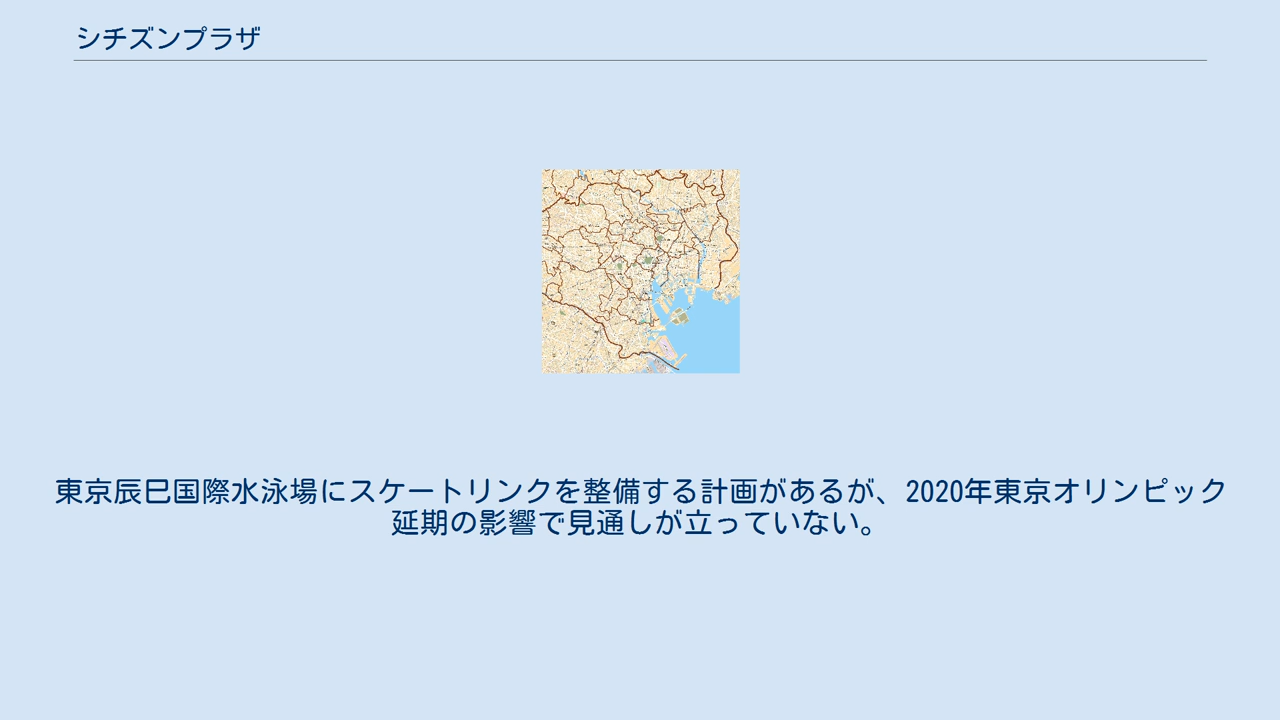 シチズンプラザ
東京辰巳国際水泳場にスケートリンクを整備する計画があるが、2020年東京オリンピック
延期の影響で見通しが立っていない。